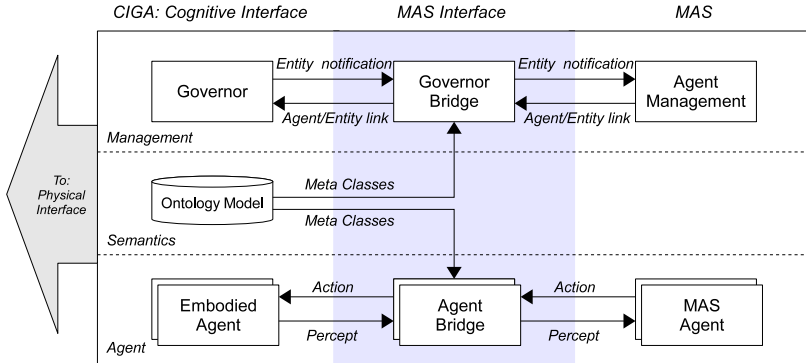 CIGA: Cognitive Interface
MAS Interface
MAS
Governor
Entity notification
Governor
Bridge
Entity notification
Agent
Management
Agent/Entity link
Agent/Entity link
Management
To:
Physical
Interface
Ontology Model
Meta Classes
Meta Classes
Semantics
Embodied
Agent
Action
Percept
Agent
Bridge
Action
Percept
MAS
Agent
Agent